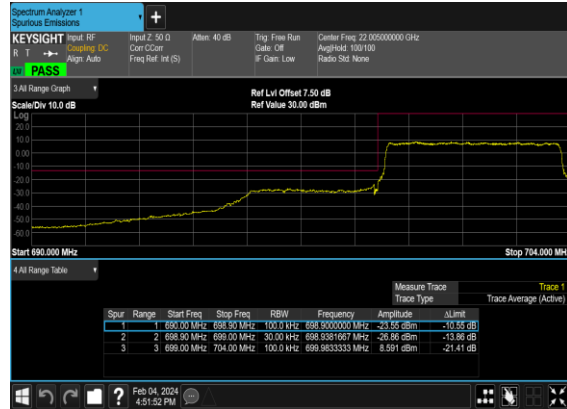 Spectrum Analyzer 1
Spurious Emissions
KEYSIGHT Input: RF Input Z: 50 Ω Atten: 40 dB Trig: Free Run Center Freq: 22.005000000 GHz
R T Coupling: DC Corr CCorr Gate: Off Avg|Hold: 100/100
Align: Auto Freq Ref: Int (S) IF Gain: Low Radio Std: None
LW PASS
3 All Range Graph
Ref Lvl Offset 7.50 dB
Scale/Div 10.0 dB Ref Value 30.00 dBm
Log
20.0
10.0
0.00
-10.0
-20.0
-30.0
-40.0
-50.0
-60.0
Start 690.000 MHz Stop 704.000 MH
4 All Range Table
Measure Trace Trace 1
Trace Type Trace Average (Active)
Spur Range Start Freq Stop Freq RBW Frequency Amplitude ΔLimit
1 1 690.00 MHz 698.90 MHz 100.0 kHz 698.9000000 MHz -23.55 dBm -10.55 dB
2 2 698.90 MHz 699.00 MHz 30.00 kHz 698.9381667 MHz -26.86 dBm -13.86 dB
3 3 699.00 MHz 704.00 MHz 100.0 kHz 699.9833333 MHz 8.591 dBm -21.41 dB
? Feb 04, 2024
4:51:52 PM